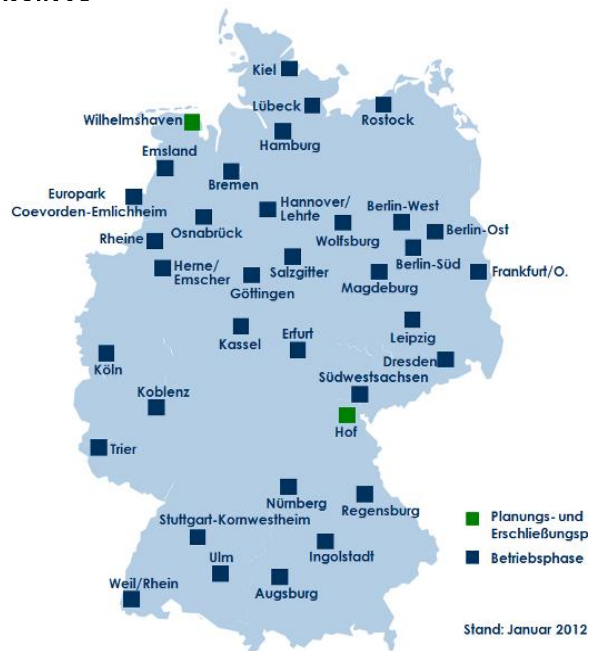 Kiel
Lübeck
Rostock
Wilhelmshaven
Hamburg
Emsland
Bremen
Europark
Coevorden-Emlichheim
Hannover/
Lehrte
Berlin-West
Osnabrück
Wolfsburg
Berlin-Ost
Rheine
Berlin-Süd
Herne/
Emscher
Salzgitter
Magdeburg
Frankfurt/O.
Göttingen
Kassel
Erfurt
Leipzig
Dresden
Köln
Südwestsachsen
Koblenz
Hof
Trier
Nürnberg
Regensburg
Stuttgart-Kornwestheim
Ingolstadt
Ulm
Augsburg
Weil/Rhein
Planungs- und
Erschließungsp
Betriebsphase
Stand: Januar 2012